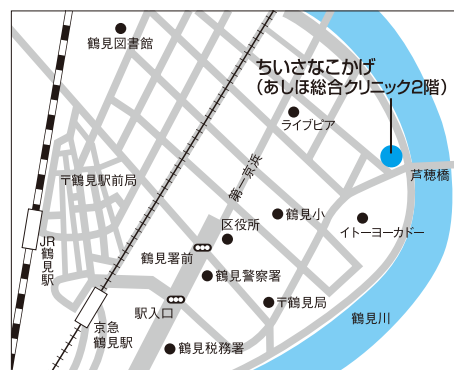 鶴見図書館
ちいさなこかげ
（あしほ総合クリニック2階）
ライブピア
〒鶴見駅前局
第一京浜
芦穂橋
鶴見小
区役所
イトーヨーカドー
JR鶴見駅
鶴見署前
鶴見警察署
駅入口
〒鶴見局
鶴見川
京急
鶴見駅
鶴見税務署